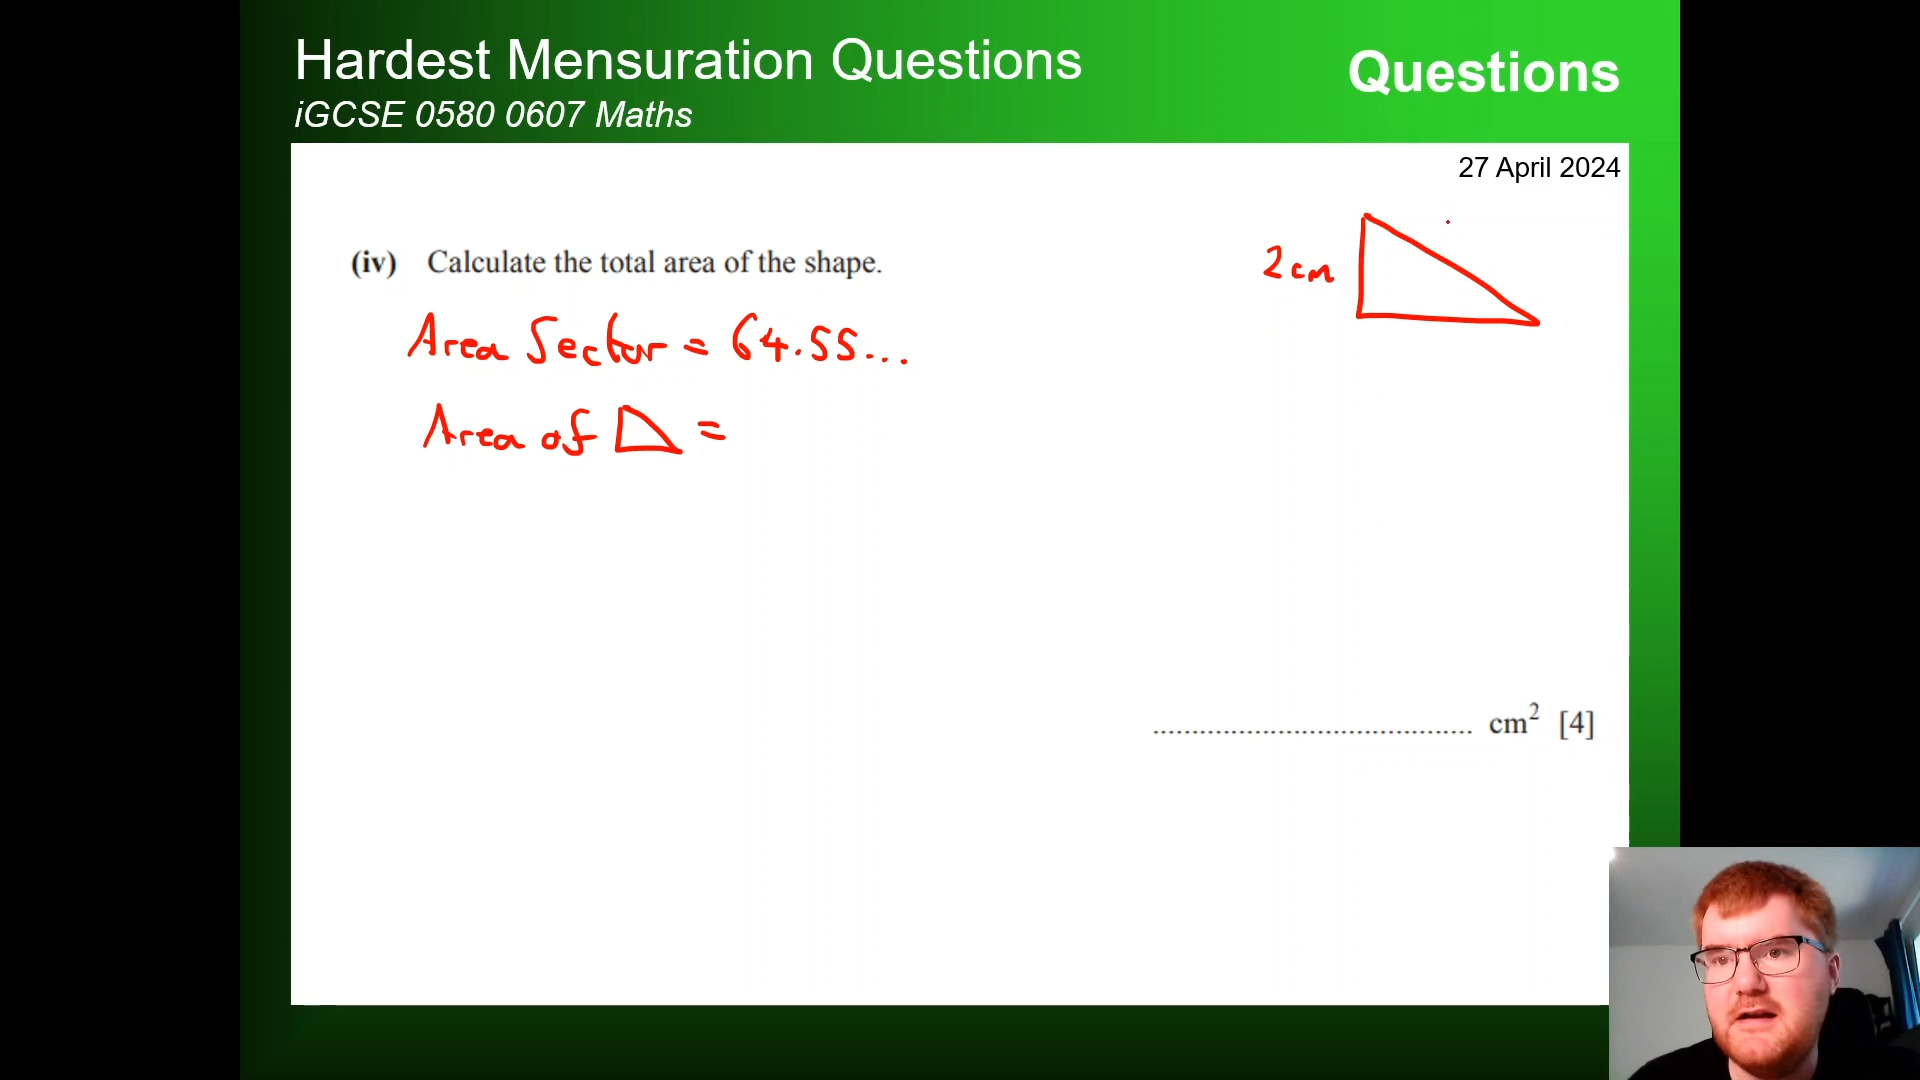 Hardest Mensuration Questions
Questions
iGCSE 0580 0607 Maths
27 April 2024
(iv) Calculate the total area of the shape.
2cm
Area Sector = 64.55...
Area of =
........................................ cm² [4]